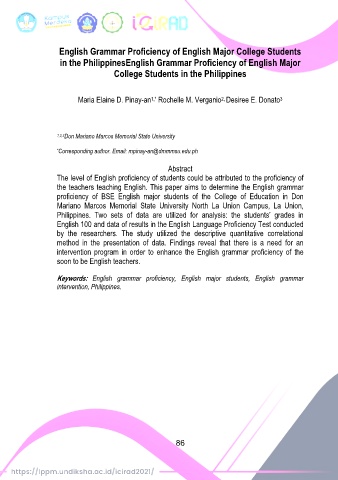 Kampus
Merdeka
iCiRAD
English Grammar Proficiency of English Major College Students
in the PhilippinesEnglish Grammar Proficiency of English Major
College Students in the Philippines
Maria Elaine D. Pinay-an¹,* Rochelle M. Verganio², Desiree E. Donato³
¹,²,³Don Mariano Marcos Memorial State University
*Corresponding author. Email: mpinay-an@dmmmsu.edu.ph
Abstract
The level of English proficiency of students could be attributed to the proficiency of
the teachers teaching English. This paper aims to determine the English grammar
proficiency of BSE English major students of the College of Education in Don
Mariano Marcos Memorial State University North La Union Campus, La Union,
Philippines. Two sets of data are utilized for analysis: the students' grades in
English 100 and data of results in the English Language Proficiency Test conducted
by the researchers. The study utilized the descriptive quantitative correlational
method in the presentation of data. Findings reveal that there is a need for an
intervention program in order to enhance the English grammar proficiency of the
soon to be English teachers.
Keywords: English grammar proficiency, English major students, English grammar
intervention, Philippines.
86
https://lppm.undiksha.ac.id/icirad2021/